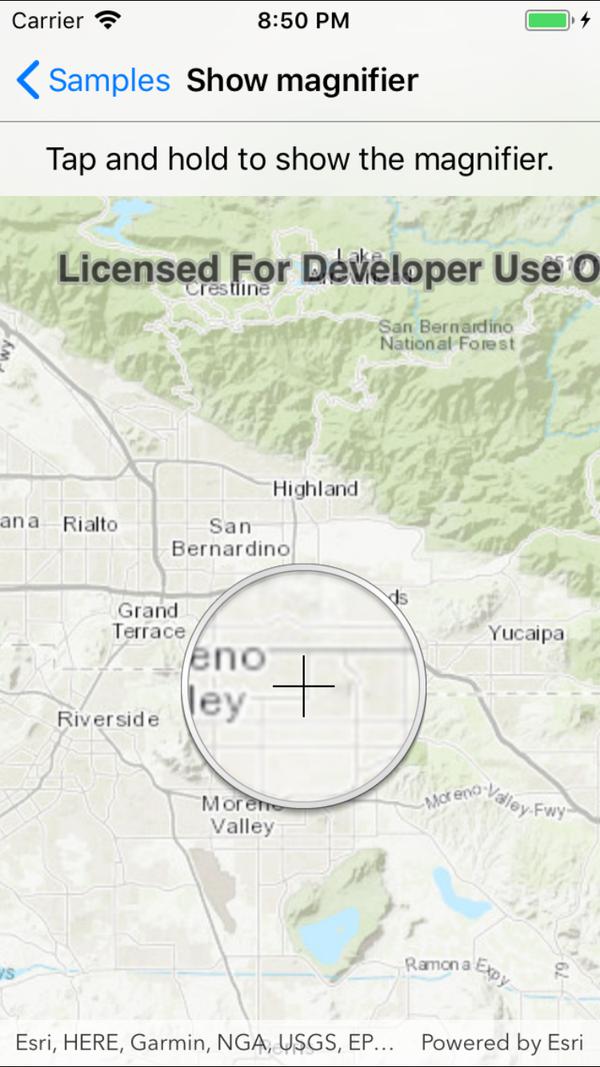 Carrier 8:50 PM
Samples Show magnifier
Tap and hold to show the magnifier.
Lake
Licensed For Developer Use O
Crestline
San Bernardino
National Forest
Fwy
Highland
ana Rialto
San
Bernardino
ds
Grand
Terrace
Yucaipa
eno
ley
Riverside
Moreno
Valley
Moreno-Valley-Fwy
Ramona Expy
79
ys
Esri, HERE, Garmin, NGA, USGS, EP… Powered by Esri